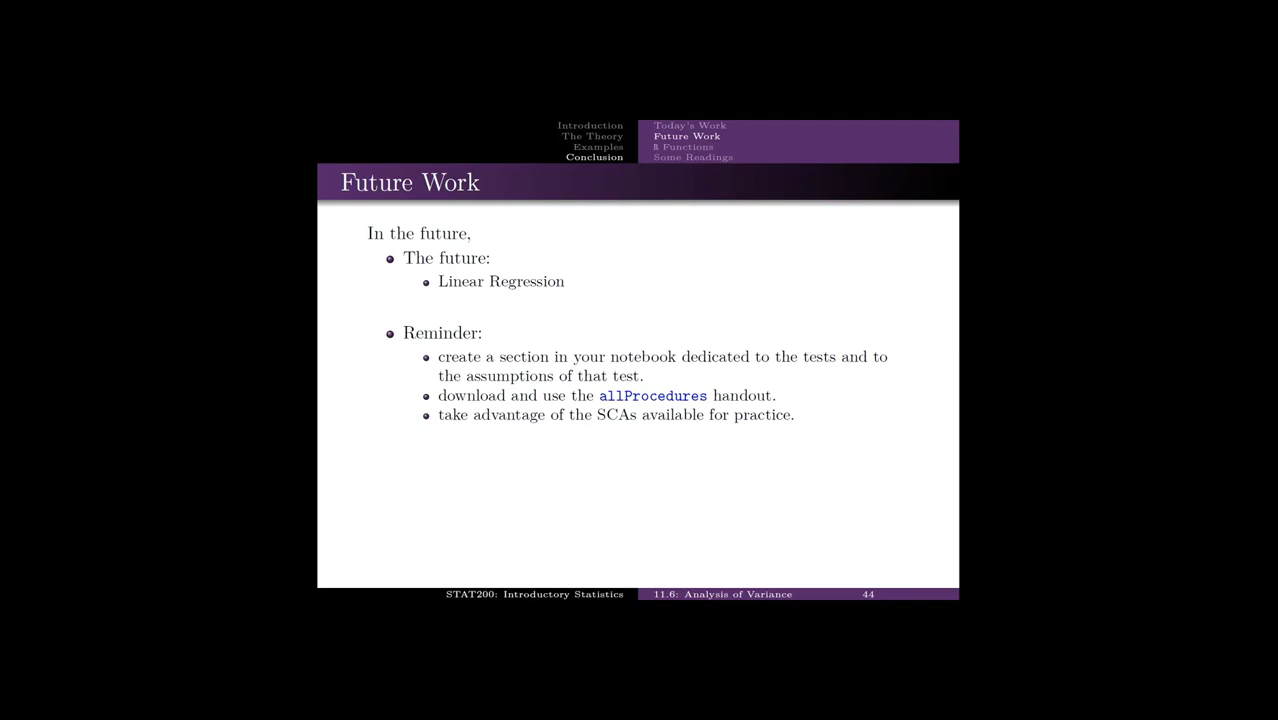 Introduction
The Theory
Examples
Conclusion
Today's Work
Future Work
R Functions
Some Readings
Future Work
In the future,
The future:
Linear Regression
Reminder:
create a section in your notebook dedicated to the tests and to
the assumptions of that test.
download and use the allProcedures handout.
take advantage of the SCAs available for practice.
STAT200: Introductory Statistics
11.6: Analysis of Variance
44